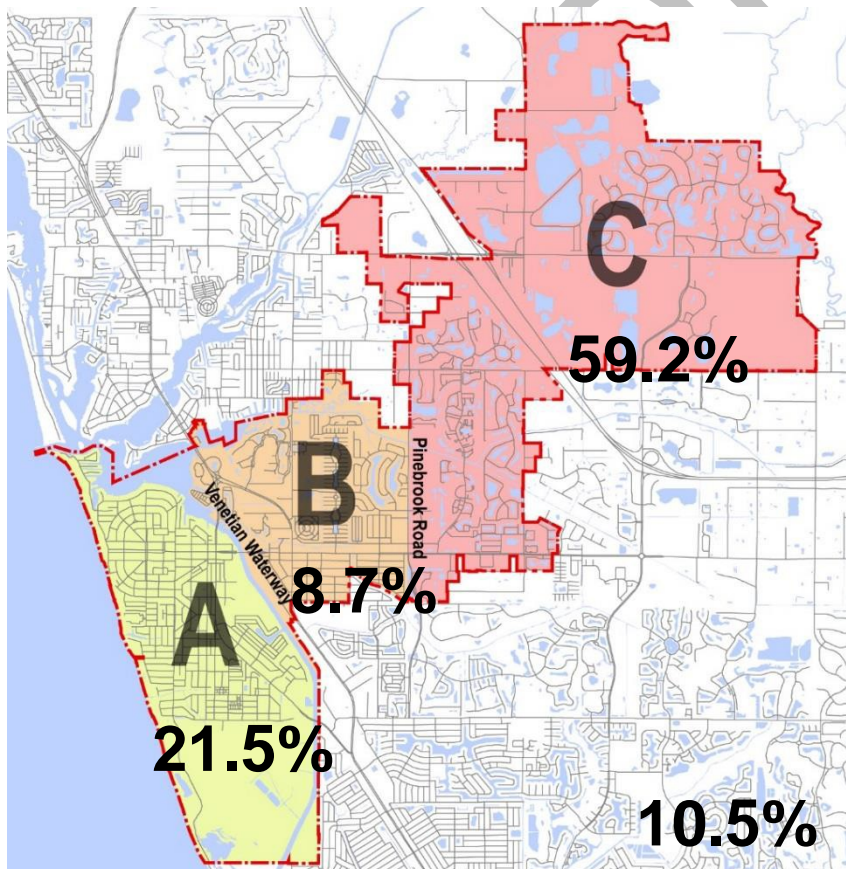 C
59.2%
B
Pinebrook Road
Venetian Waterway
8.7%
A
21.5%
10.5%